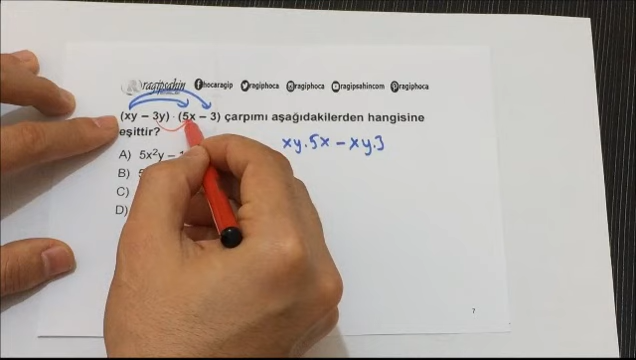 ragipsahin hocaragip ragiphoca ragiphoca ragipsahincom ragiphoca
(xy – 3y) · (5x – 3) çarpımı aşağıdakilerden hangisine
eşittir?
xy.5x – xy.3
A) 5x²y –
B)
C)
D)
7